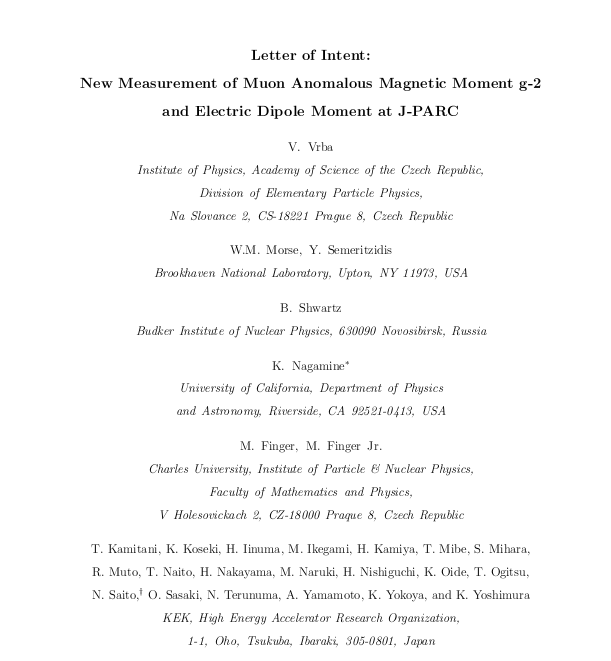 Letter of Intent:
New Measurement of Muon Anomalous Magnetic Moment g-2
and Electric Dipole Moment at J-PARC
V. Vrba
Institute of Physics, Academy of Science of the Czech Republic,
Division of Elementary Particle Physics,
Na Slovance 2, CS-18221 Prague 8, Czech Republic
W.M. Morse, Y. Semeritzidis
Brookhaven National Laboratory, Upton, NY 11973, USA
B. Shwartz
Budker Institute of Nuclear Physics, 630090 Novosibirsk, Russia
K. Nagamine*
University of California, Department of Physics
and Astronomy, Riverside, CA 92521-0413, USA
M. Finger, M. Finger Jr.
Charles University, Institute of Particle & Nuclear Physics,
Faculty of Mathematics and Physics,
V Holesovickach 2, CZ-18000 Praque 8, Czech Republic
T. Kamitani, K. Koseki, H. Iinuma, M. Ikegami, H. Kamiya, T. Mibe, S. Mihara,
R. Muto, T. Naito, H. Nakayama, M. Naruki, H. Nishiguchi, K. Oide, T. Ogitsu,
N. Saito,† O. Sasaki, N. Terunuma, A. Yamamoto, K. Yokoya, and K. Yoshimura
KEK, High Energy Accelerator Research Organization,
1-1, Oho, Tsukuba, Ibaraki, 305-0801, Japan